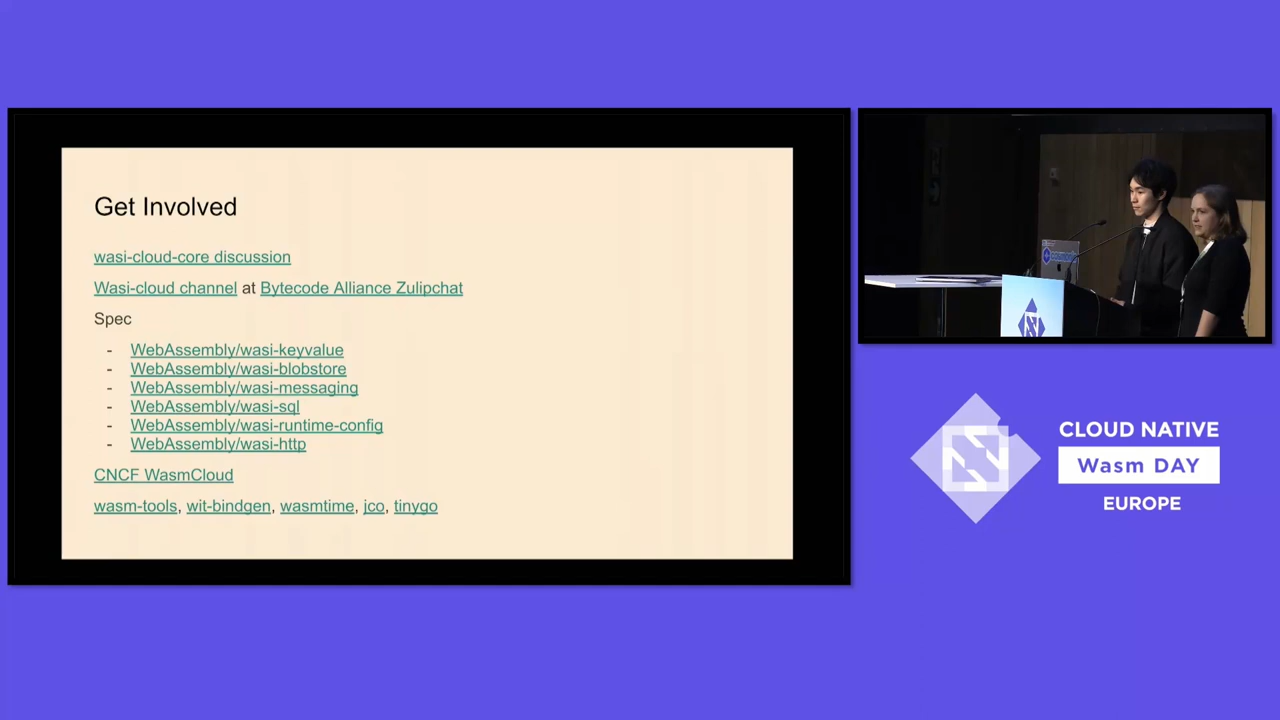 Get Involved
wasi-cloud-core discussion
Wasi-cloud channel at Bytecode Alliance Zulipchat
Spec
- WebAssembly/wasi-keyvalue
- WebAssembly/wasi-blobstore
- WebAssembly/wasi-messaging
- WebAssembly/wasi-sql
- WebAssembly/wasi-runtime-config
- WebAssembly/wasi-http
CNCF WasmCloud
wasm-tools, wit-bindgen, wasmtime, jco, tinygo
CLOUD NATIVE
Wasm DAY
EUROPE